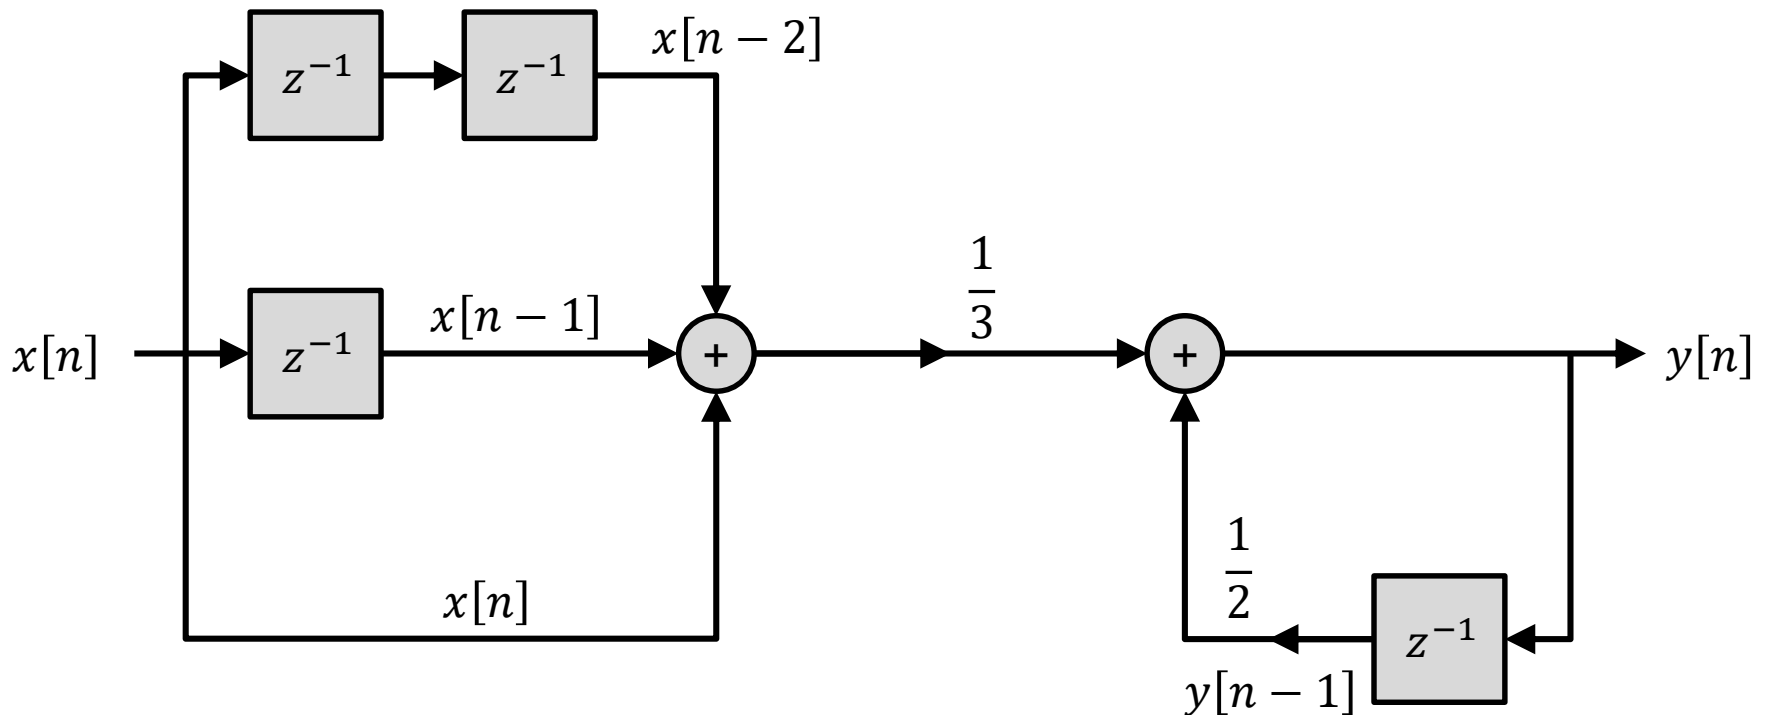 z⁻¹ z⁻¹ x[n − 2]
1/3
x[n] z⁻¹ x[n − 1] + + y[n]
x[n] 1/2 z⁻¹
y[n − 1]